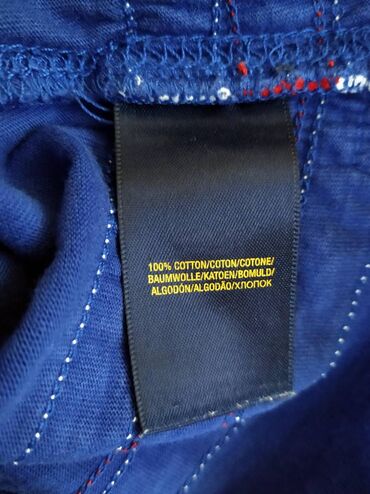 100% COTTON/COTON/COTONE/
BAUMWOLLE/KATOEN/BOMULD/
ALGODÓN/ALGODÃO/ХЛОПОК